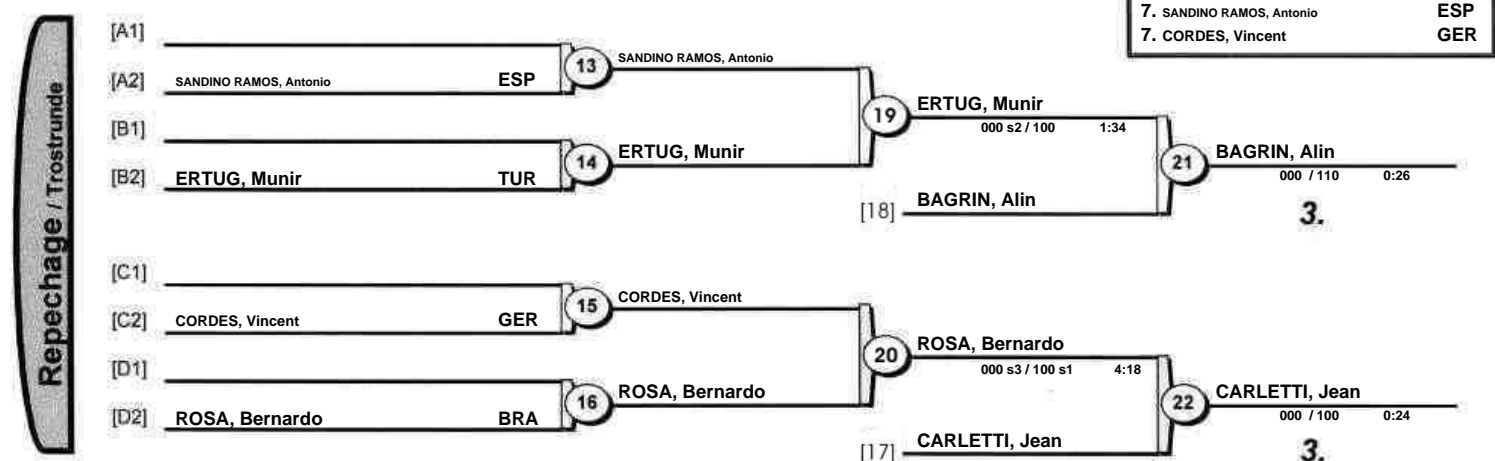 7. SANDINO RAMOS, Antonio ESP
7. CORDES, Vincent GER
Repechage / Trostrunde
[A1]
[A2] SANDINO RAMOS, Antonio ESP
13
SANDINO RAMOS, Antonio
[B1]
[B2] ERTUG, Munir TUR
14
ERTUG, Munir
19
ERTUG, Munir
000 s2 / 100 1:34
[18] BAGRIN, Alin
21
BAGRIN, Alin
000 / 110 0:26
3.
[C1]
[C2] CORDES, Vincent GER
15
CORDES, Vincent
[D1]
[D2] ROSA, Bernardo BRA
16
ROSA, Bernardo
20
ROSA, Bernardo
000 s3 / 100 s1 4:18
[17] CARLETTI, Jean
22
CARLETTI, Jean
000 / 100 0:24
3.